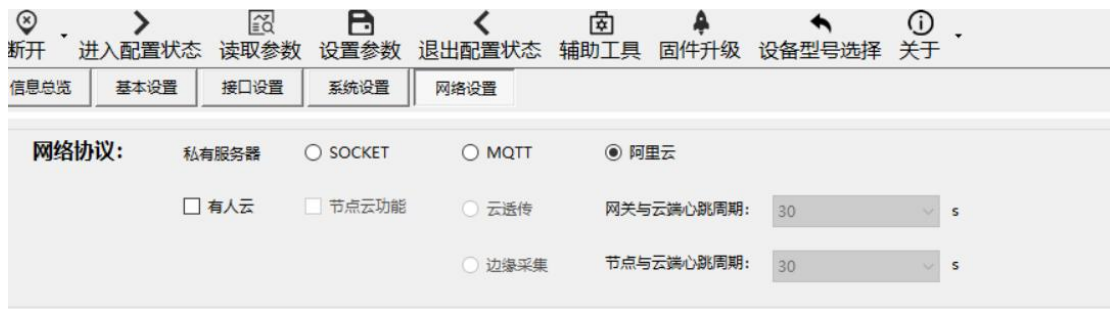 断开 进入配置状态 读取参数 设置参数 退出配置状态 辅助工具 固件升级 设备型号选择 关于
信息总览 基本设置 接口设置 系统设置 网络设置
网络协议： 私有服务器 SOCKET MQTT 阿里云
有人云 节点云功能 云透传 网关与云端心跳周期： 30 s
边缘采集 节点与云端心跳周期： 30 s